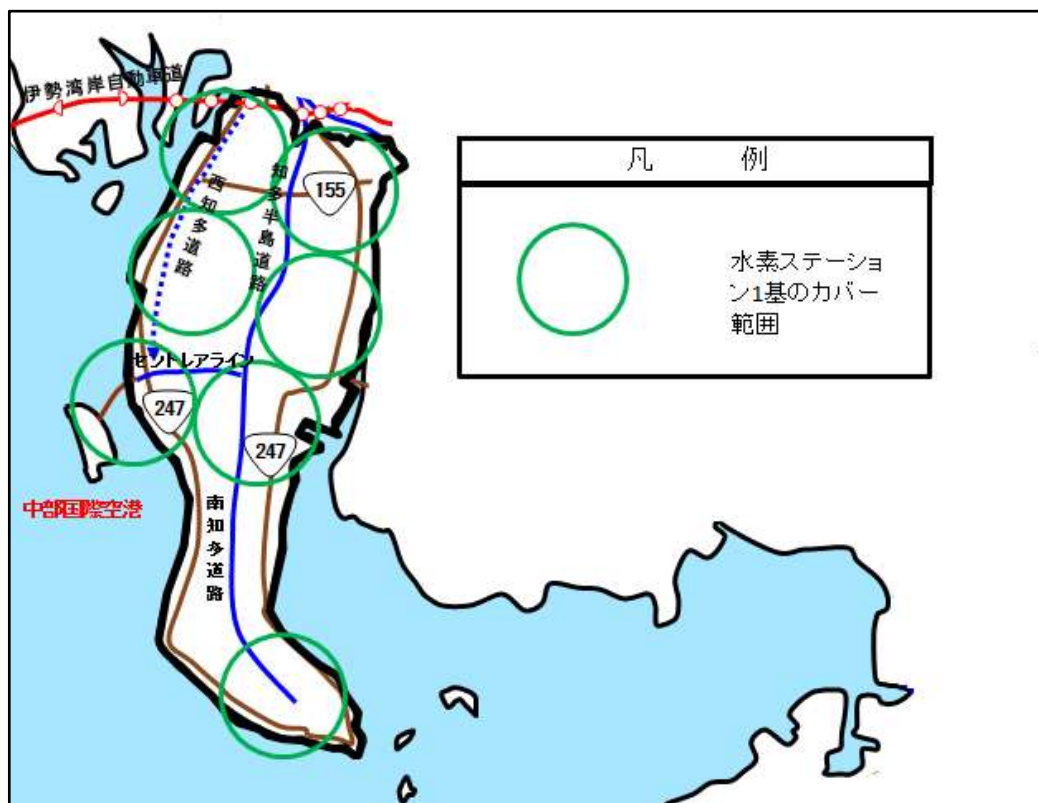 伊勢湾岸自動車道
西知多道路
知多半島道路
155
セントレアライン
247
247
中部国際空港
南知多道路
凡　例
水素ステーショ
ン1基のカバー
範囲